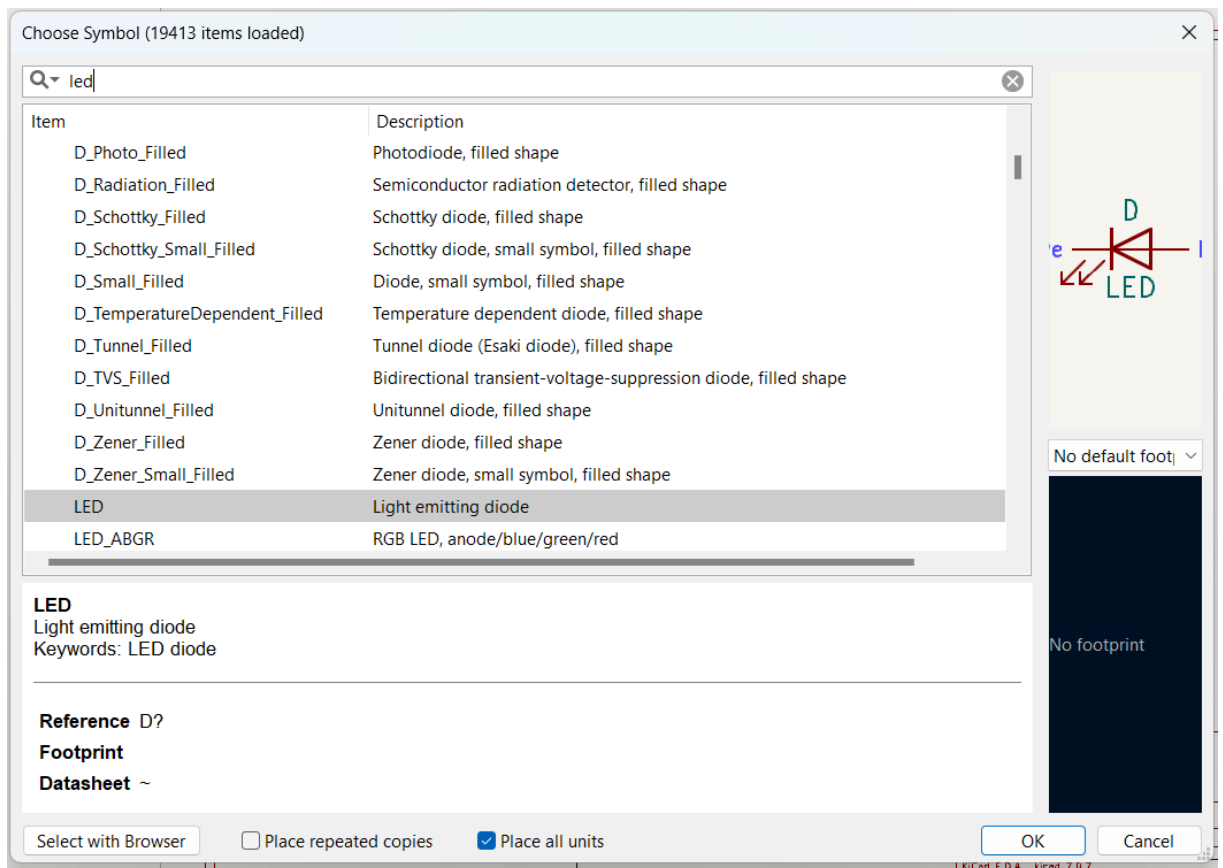 Choose Symbol (19413 items loaded)
led
Item Description
D_Photo_Filled Photodiode, filled shape
D_Radiation_Filled Semiconductor radiation detector, filled shape
D_Schottky_Filled Schottky diode, filled shape
D_Schottky_Small_Filled Schottky diode, small symbol, filled shape
D_Small_Filled Diode, small symbol, filled shape
D_TemperatureDependent_Filled Temperature dependent diode, filled shape
D_Tunnel_Filled Tunnel diode (Esaki diode), filled shape
D_TVS_Filled Bidirectional transient-voltage-suppression diode, filled shape
D_Unitunnel_Filled Unitunnel diode, filled shape
D_Zener_Filled Zener diode, filled shape
D_Zener_Small_Filled Zener diode, small symbol, filled shape
LED Light emitting diode
LED_ABGR RGB LED, anode/blue/green/red
D
LED
No default foot
No footprint
LED
Light emitting diode
Keywords: LED diode
Reference D?
Footprint
Datasheet ~
Select with Browser Place repeated copies Place all units OK Cancel